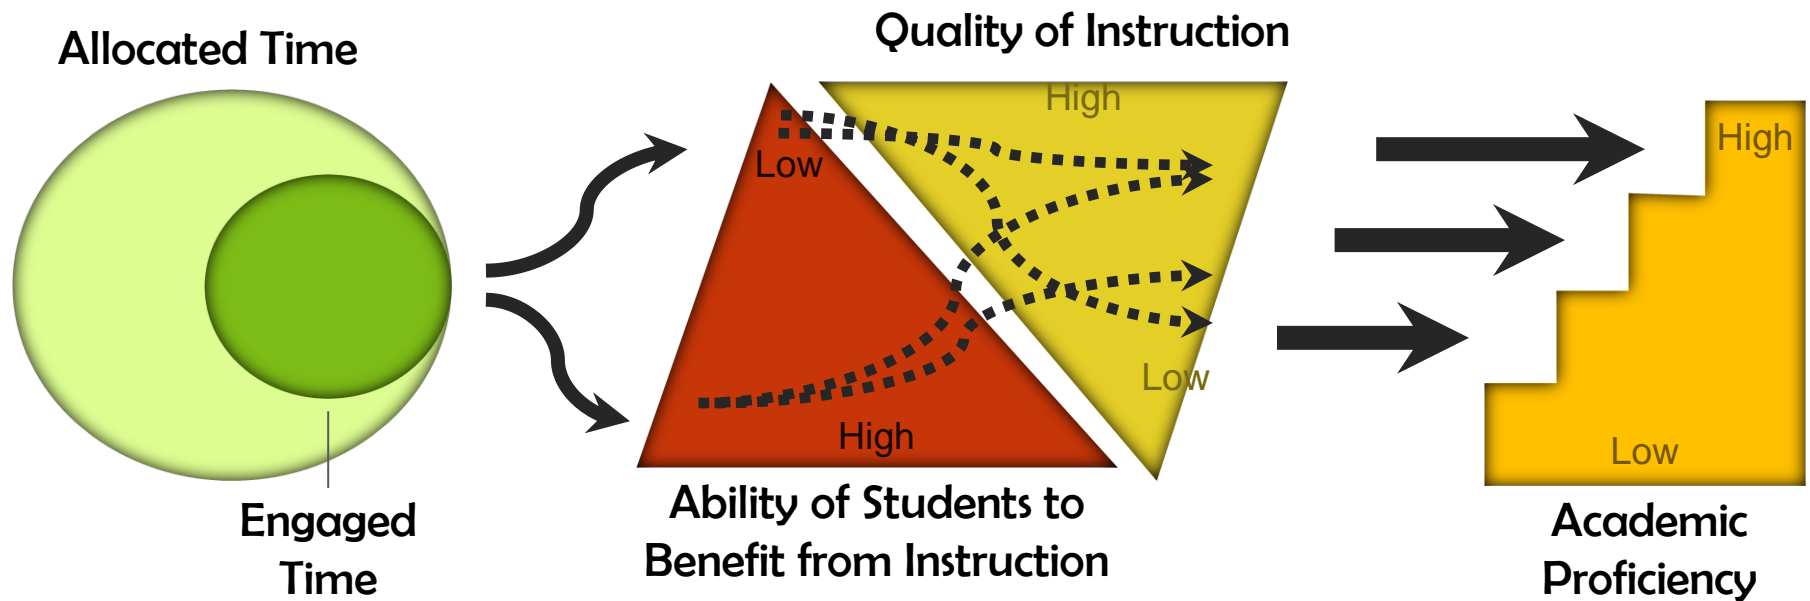 Allocated Time
Engaged
Time
Quality of Instruction
High
Low
Low
High
Ability of Students to
Benefit from Instruction
High
Low
Academic
Proficiency